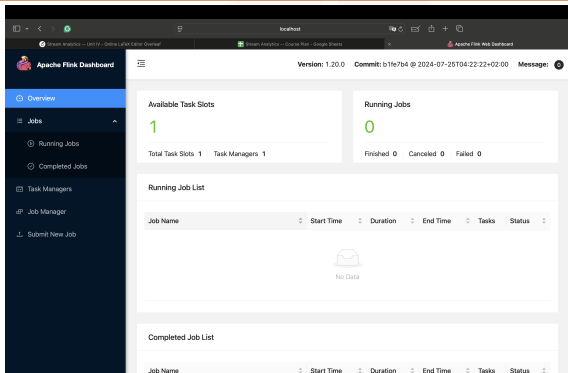 localhost
Stream Analytics -- Unit IV - Online LaTeX Editor Overleaf
Stream Analytics -- Course Plan - Google Sheets
Apache Flink Web Dashboard
Apache Flink Dashboard
Version: 1.20.0 Commit: b1fe7b4 @ 2024-07-25T04:22:22+02:00 Message: 0
Overview
Jobs
Running Jobs
Completed Jobs
Task Managers
Job Manager
Submit New Job
Available Task Slots
1
Total Task Slots 1 Task Managers 1
Running Jobs
0
Finished 0 Canceled 0 Failed 0
Running Job List
Job Name Start Time Duration End Time Tasks Status
No Data
Completed Job List
Job Name Start Time Duration End Time Tasks Status